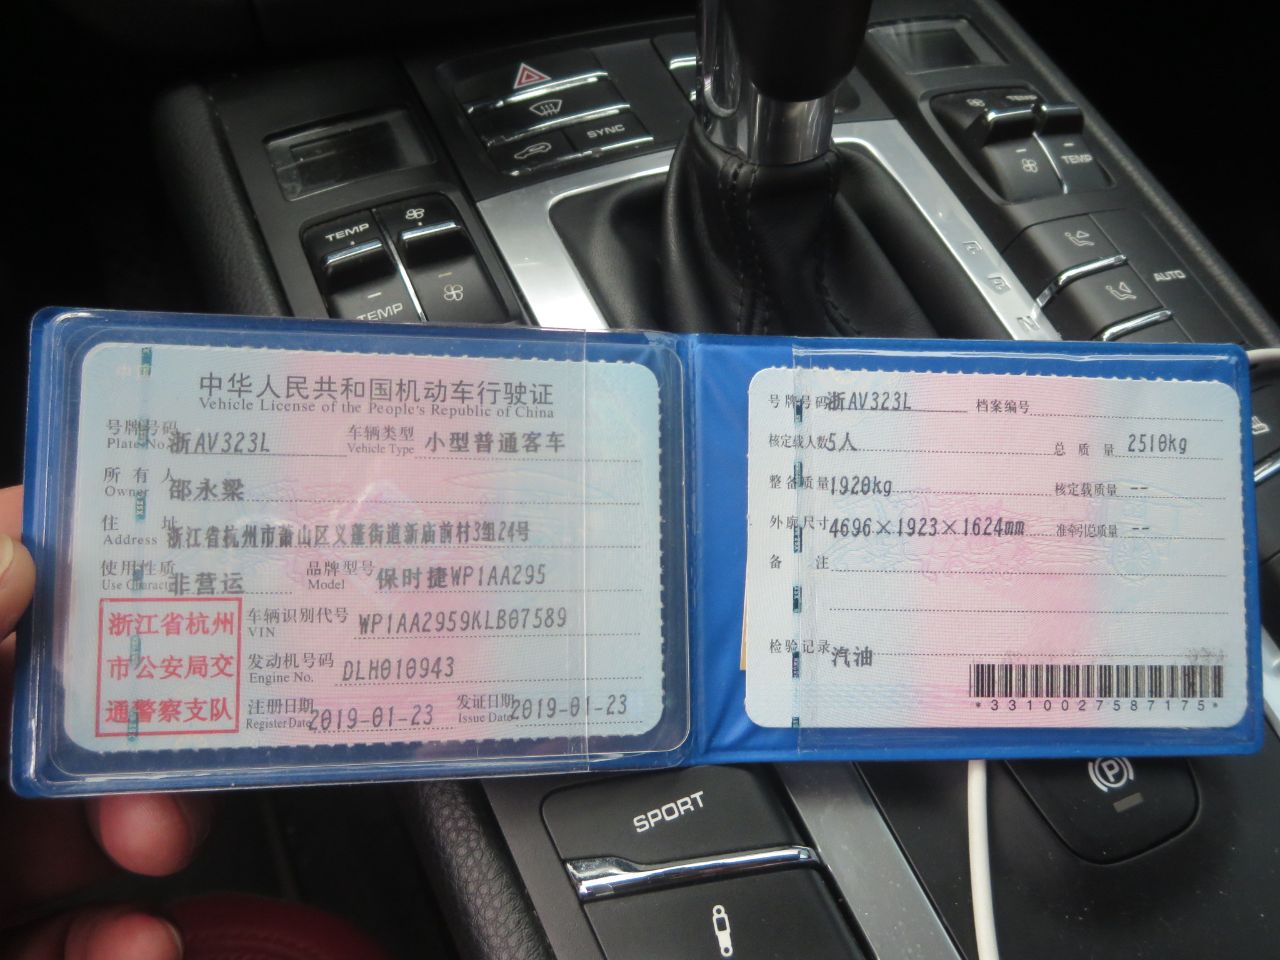 SYNC
TEMP
TEMP
TEMP
TEMP
AUTO
P
R
N
中华人民共和国机动车行驶证
Vehicle License of the People's Republic of China
号牌号码 浙AV323L 车辆类型 小型普通客车
Plate No. Vehicle Type
所有人 邵永梁
Owner
住址 浙江省杭州市萧山区义蓬街道新庙前村3组24号
Address
使用性质 非营运 品牌型号 保时捷WP1AA295
Use Character Model
浙江省杭州
市公安局交
通警察支队
车辆识别代号 WP1AA2959KLB07589
VIN
发动机号码 DLH010943
Engine No.
注册日期 2019-01-23 发证日期 2019-01-23
Register Date Issue Date
号牌号码 浙AV323L 档案编号
核定载人数 5人 总质量 2510kg
整备质量 1920kg 核定载质量 --
外廓尺寸 4696×1923×1624mm 准牵引总质量 --
备注
检验记录 汽油
*3310027587175*
SPORT
P